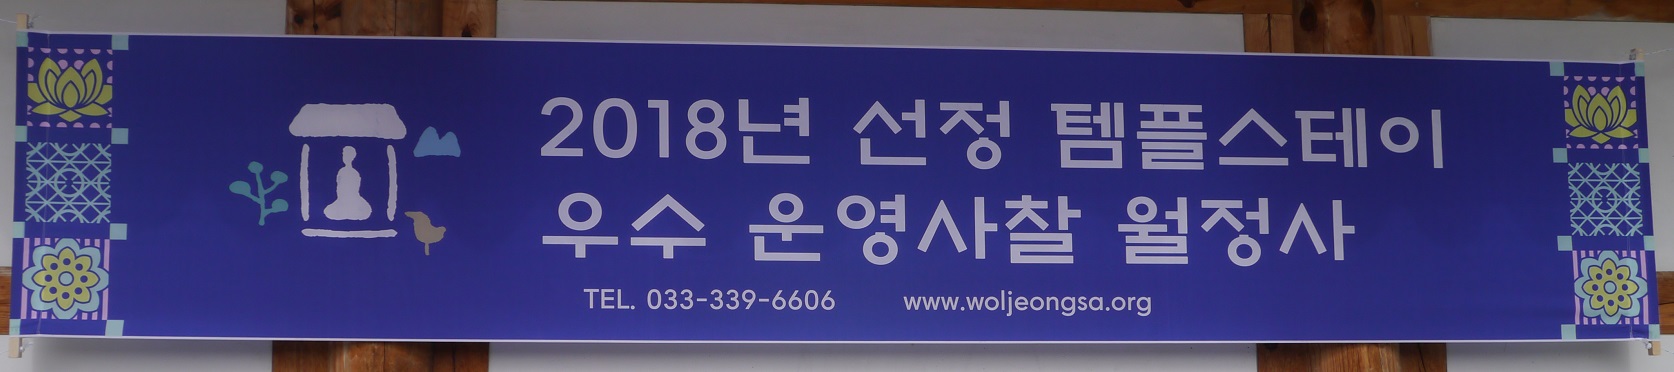 2018년 선정 템플스테이
우수 운영사찰 월정사
TEL. 033-339-6606 www.woljeongsa.org